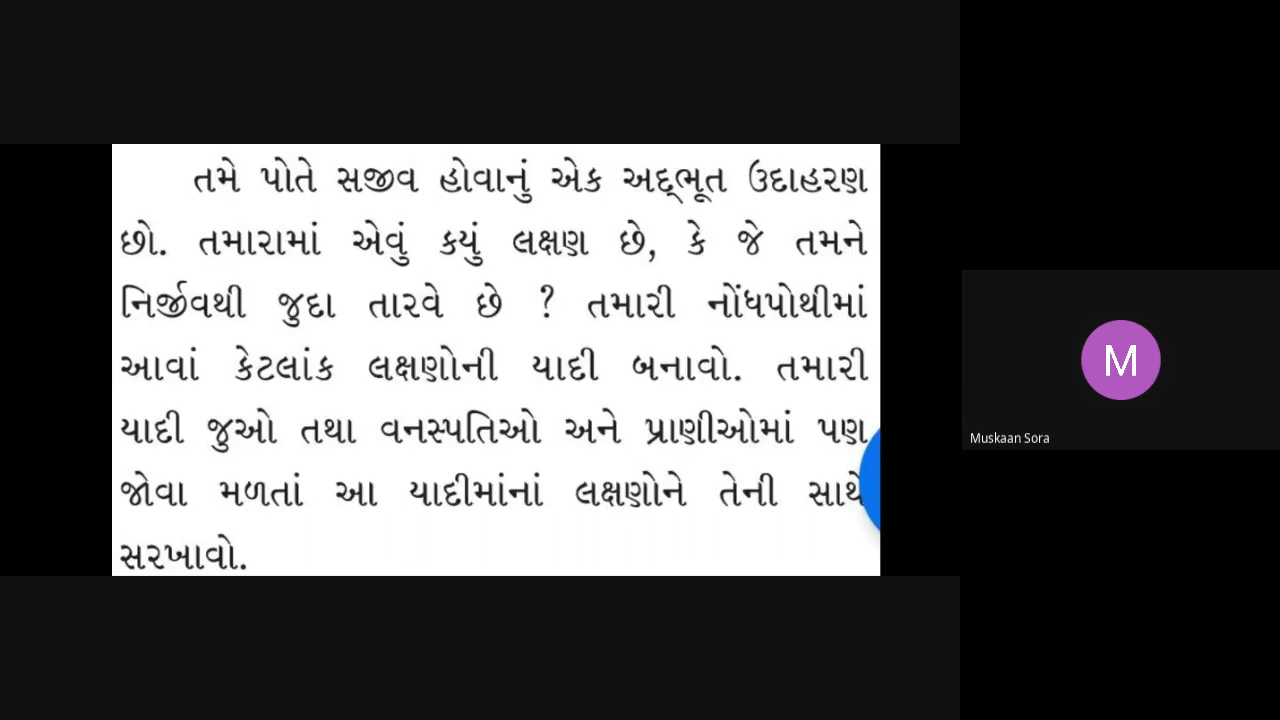 તમે પોતે સજીવ હોવાનું એક અદ્ભૂત ઉદાહરણ
છો. તમારામાં એવું કયું લક્ષણ છે, કે જે તમને
નિર્જીવથી જુદા તારવે છે ? તમારી નોંધપોથીમાં
આવાં કેટલાંક લક્ષણોની યાદી બનાવો. તમારી
યાદી જુઓ તથા વનસ્પતિઓ અને પ્રાણીઓમાં પણ
જોવા મળતાં આ યાદીમાંનાં લક્ષણોને તેની સાથે
સરખાવો.
M
Muskaan Sora